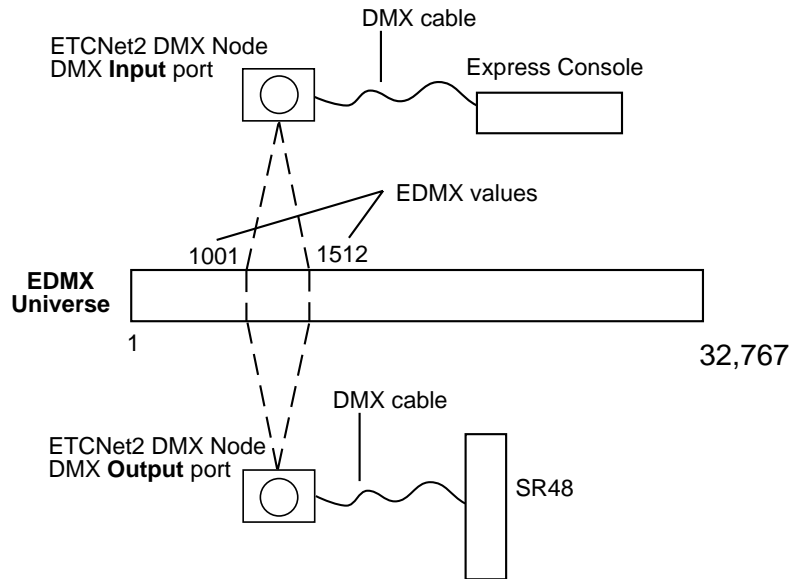 DMX cable
ETCNet2 DMX Node
DMX Input port
Express Console
EDMX values
1001
1512
EDMX
Universe
1
32,767
DMX cable
ETCNet2 DMX Node
DMX Output port
SR48